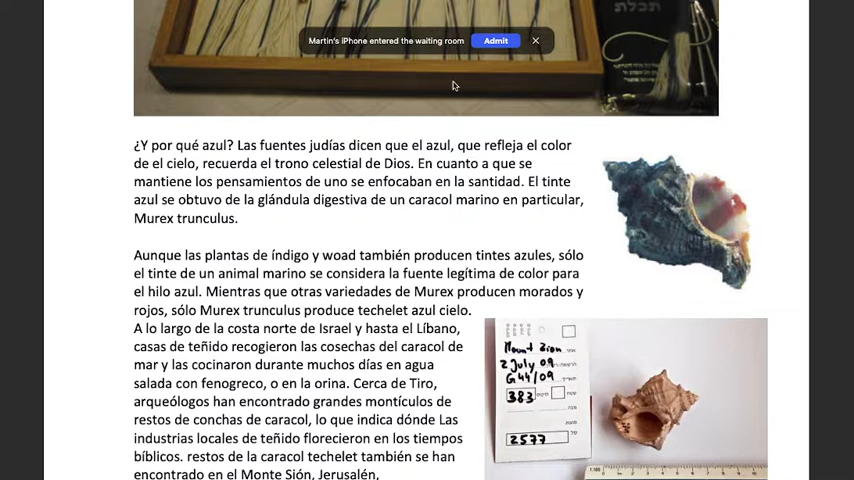 תכלת
Martin's iPhone entered the waiting room
Admit
¿Y por qué azul? Las fuentes judías dicen que el azul, que refleja el color
de el cielo, recuerda el trono celestial de Dios. En cuanto a que se
mantiene los pensamientos de uno se enfocaban en la santidad. El tinte
azul se obtuvo de la glándula digestiva de un caracol marino en particular,
Murex trunculus.
Aunque las plantas de índigo y woad también producen tintes azules, sólo
el tinte de un animal marino se considera la fuente legítima de color para
el hilo azul. Mientras que otras variedades de Murex producen morados y
rojos, sólo Murex trunculus produce techelet azul cielo.
A lo largo de la costa norte de Israel y hasta el Líbano,
casas de teñido recogieron las cosechas del caracol de
mar y las cocinaron durante muchos días en agua
salada con fenogreco, o en la orina. Cerca de Tiro,
arqueólogos han encontrado grandes montículos de
restos de conchas de caracol, lo que indica dónde Las
industrias locales de teñido florecieron en los tiempos
bíblicos. restos de la caracol techelet también se han
encontrado en el Monte Sión, Jerusalén,
Mount Zion
2 July 09
G44/09
383
2577